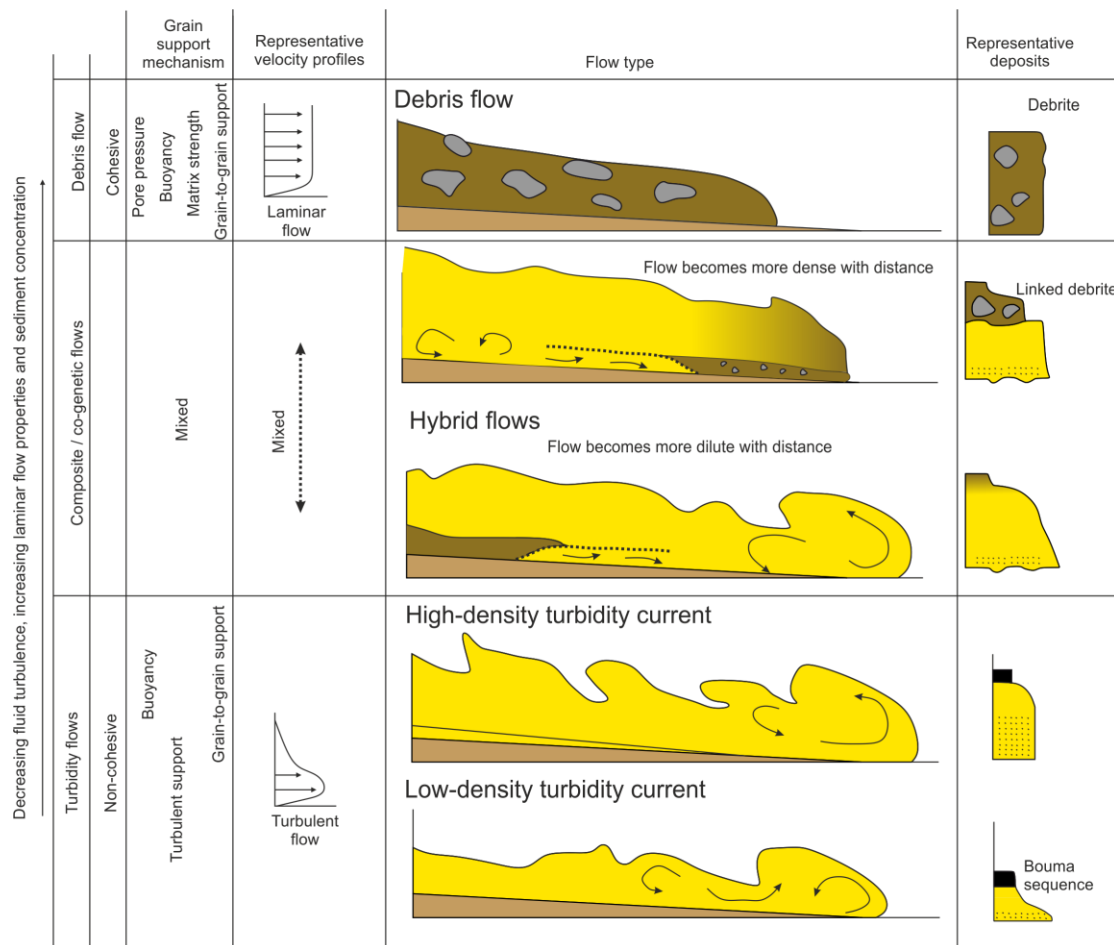 Grain
support
mechanism
Representative
velocity profiles
Flow type
Representative
deposits
Decreasing fluid turbulence, increasing laminar flow properties and sediment concentration
Debris flow
Cohesive
Pore pressure
Buoyancy
Matrix strength
Grain-to-grain support
Laminar
flow
Debris flow
Debrite
Composite / co-genetic flows
Mixed
Mixed
Flow becomes more dense with distance
Linked debrite
Hybrid flows
Flow becomes more dilute with distance
Turbidity flows
Non-cohesive
Buoyancy
Turbulent support
Grain-to-grain support
Turbulent
flow
High-density turbidity current
Low-density turbidity current
Bouma
sequence